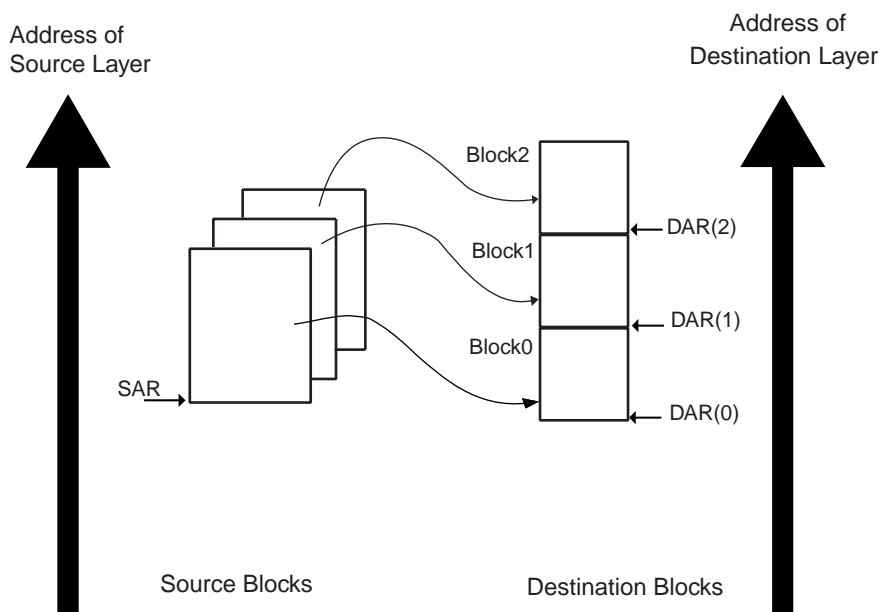 Address of
Source Layer
Address of
Destination Layer
Block2
DAR(2)
Block1
DAR(1)
Block0
SAR
DAR(0)
Source Blocks
Destination Blocks